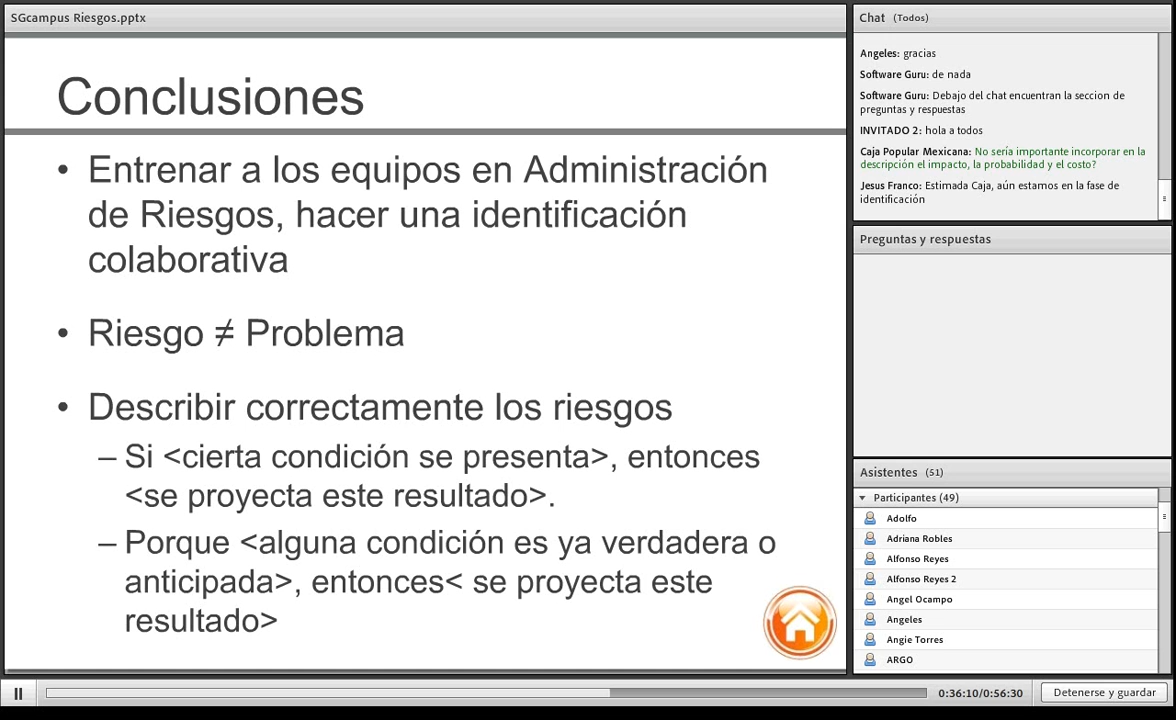 SGcampus Riesgos.pptx
Conclusiones
• Entrenar a los equipos en Administración
de Riesgos, hacer una identificación
colaborativa
• Riesgo ≠ Problema
• Describir correctamente los riesgos
– Si <cierta condición se presenta>, entonces
<se proyecta este resultado>.
– Porque <alguna condición es ya verdadera o
anticipada>, entonces< se proyecta este
resultado>
Chat (Todos)
Angeles: gracias
Software Guru: de nada
Software Guru: Debajo del chat encuentran la seccion de
preguntas y respuestas
INVITADO 2: hola a todos
Caja Popular Mexicana: No sería importante incorporar en la
descripción el impacto, la probabilidad y el costo?
Jesus Franco: Estimada Caja, aún estamos en la fase de
identificación
Preguntas y respuestas
Asistentes (51)
Participantes (49)
Adolfo
Adriana Robles
Alfonso Reyes
Alfonso Reyes 2
Angel Ocampo
Angeles
Angie Torres
ARGO
0:36:10/0:56:30
Detenerse y guardar